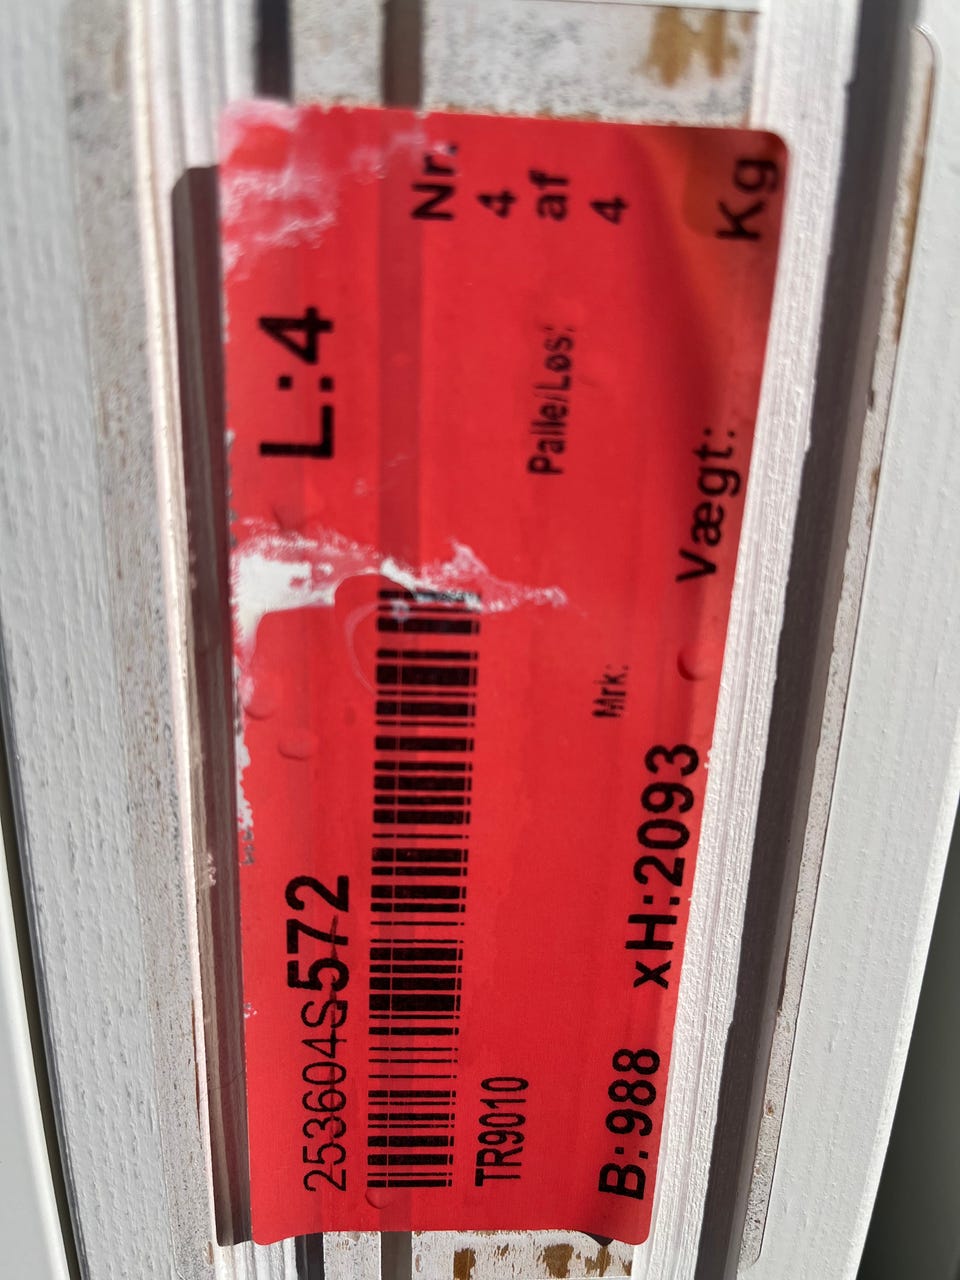 253604S572
L:4
Nr.
4
af
4
TR9010
Palle/Løs:
Mrk:
B:988 xH:2093
Vægt: Kg